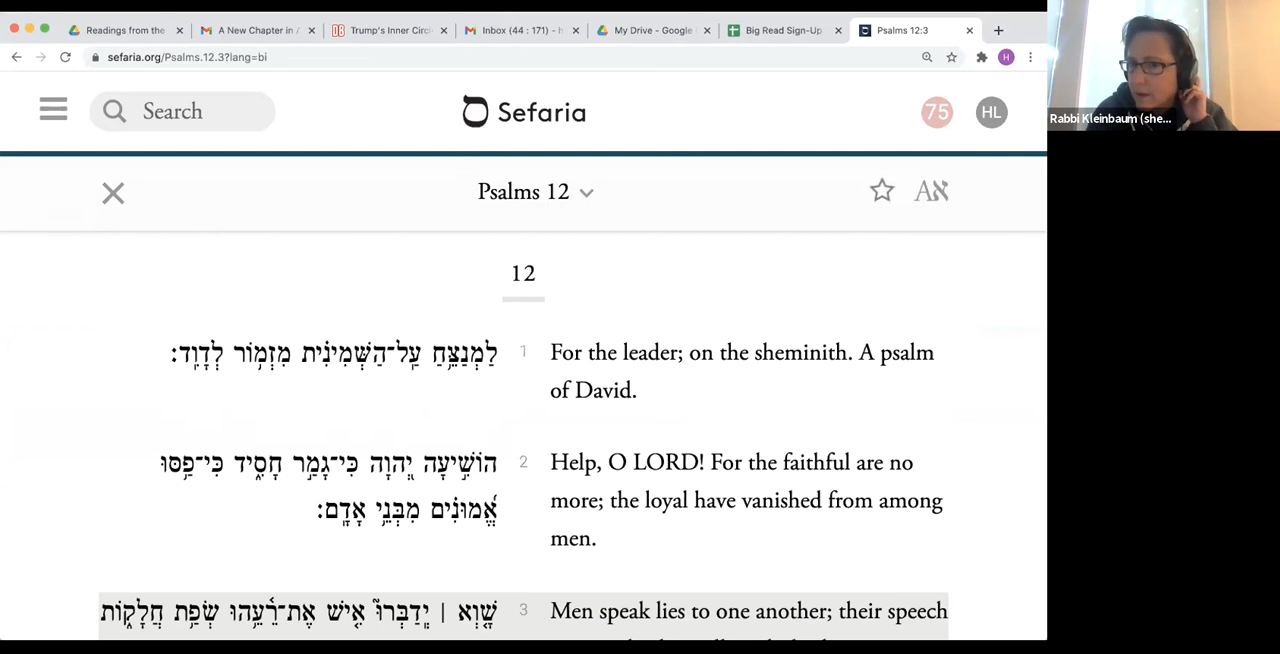 Readings from the
A New Chapter in /
Trump's Inner Circ
Inbox (44 : 171) - h
My Drive - Google
Big Read Sign-Up
Psalms 12:3
sefaria.org/Psalms.12.3?lang=bi
H
Search
Sefaria
75
HL
Rabbi Kleinbaum (she...
Psalms 12
Aא
12
לַמְנַצֵּ֥חַ עַֽל־הַשְּׁמִינִ֗ית מִזְמ֥וֹר לְדָוִֽד׃
1
For the leader; on the sheminith. A psalm
of David.
הוֹשִׁ֣יעָה יְ֭הוָה כִּי־גָמַ֣ר חָסִ֑יד כִּי־פַ֥סּוּ
אֱ֝מוּנִ֗ים מִבְּנֵ֥י אָדָֽם׃
2
Help, O LORD! For the faithful are no
more; the loyal have vanished from among
men.
שָׁ֤וְא ׀ יְֽדַבְּרוּ֮ אִ֤ישׁ אֶת־רֵ֫עֵ֥הוּ שְׂפַ֥ת חֲלָק֑וֹת
3
Men speak lies to one another; their speech